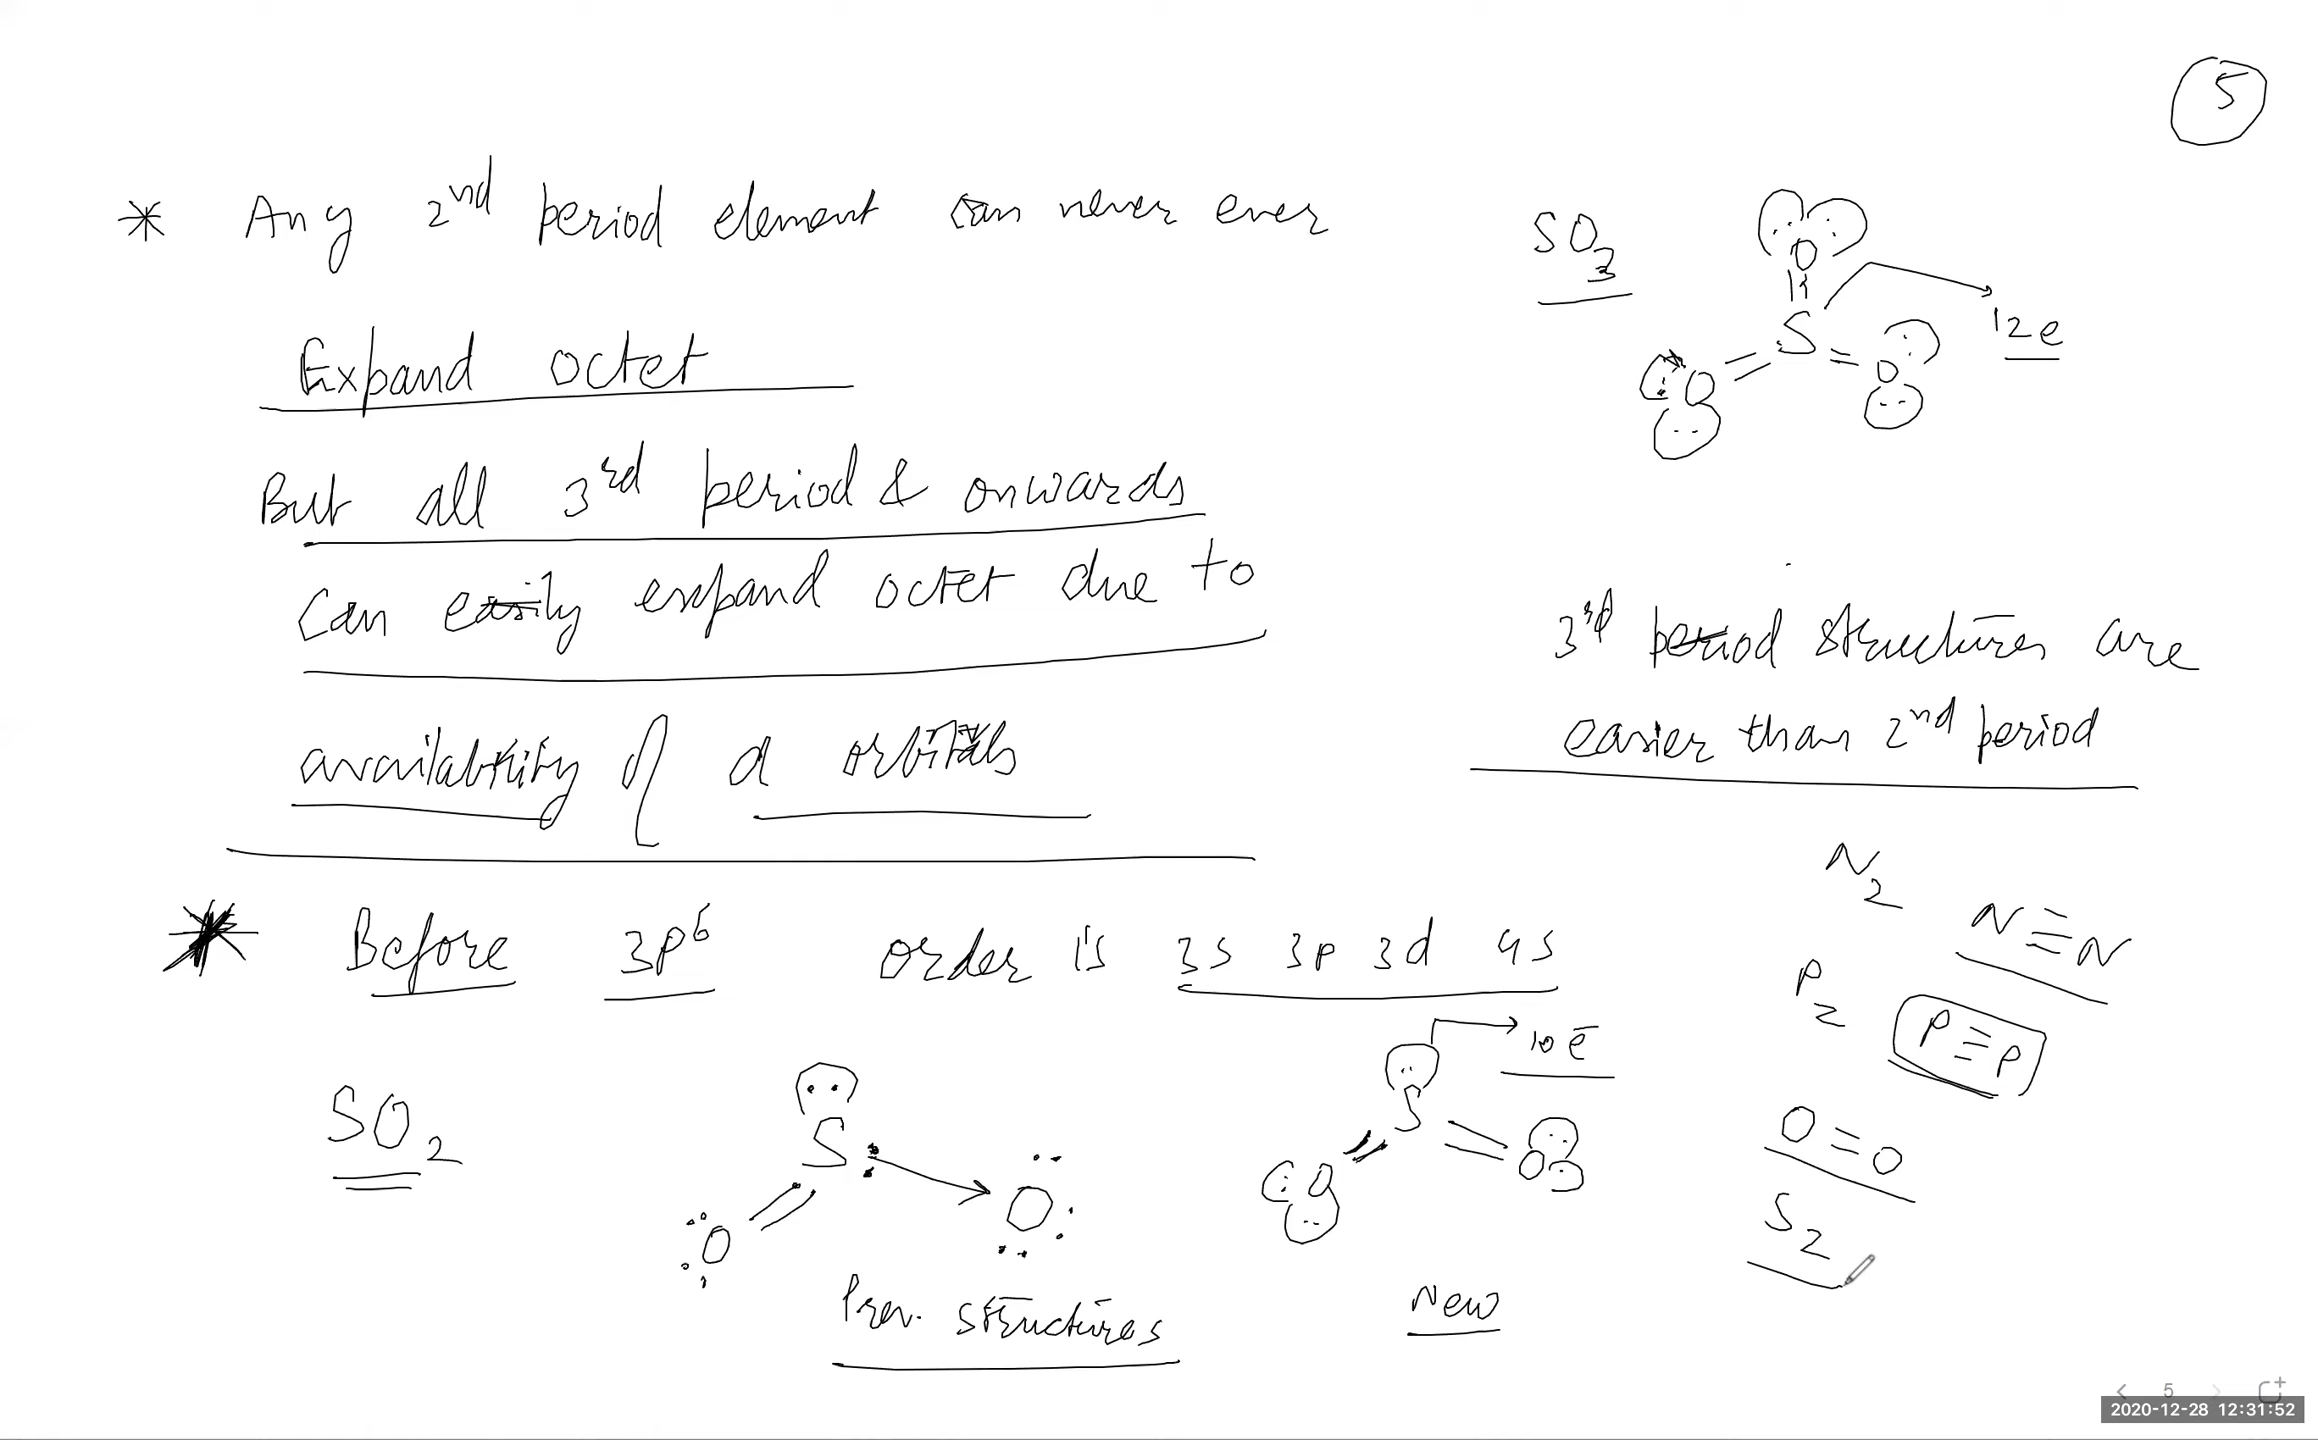 5
* Any 2nd period element can never ever
Expand octet
But all 3rd period & onwards
Can easily expand octet due to
availability of d orbitals
SO3
O
S
O
O
12e
3rd period structures are
easier than 2nd period
* Before 3p6 order is 3s 3p 3d 4s
SO2
S
O
O
Prev. structures
10 e-
S
O
O
New
N2
N≡N
P2
P≡P
O=O
S2
5
2020-12-28 12:31:52